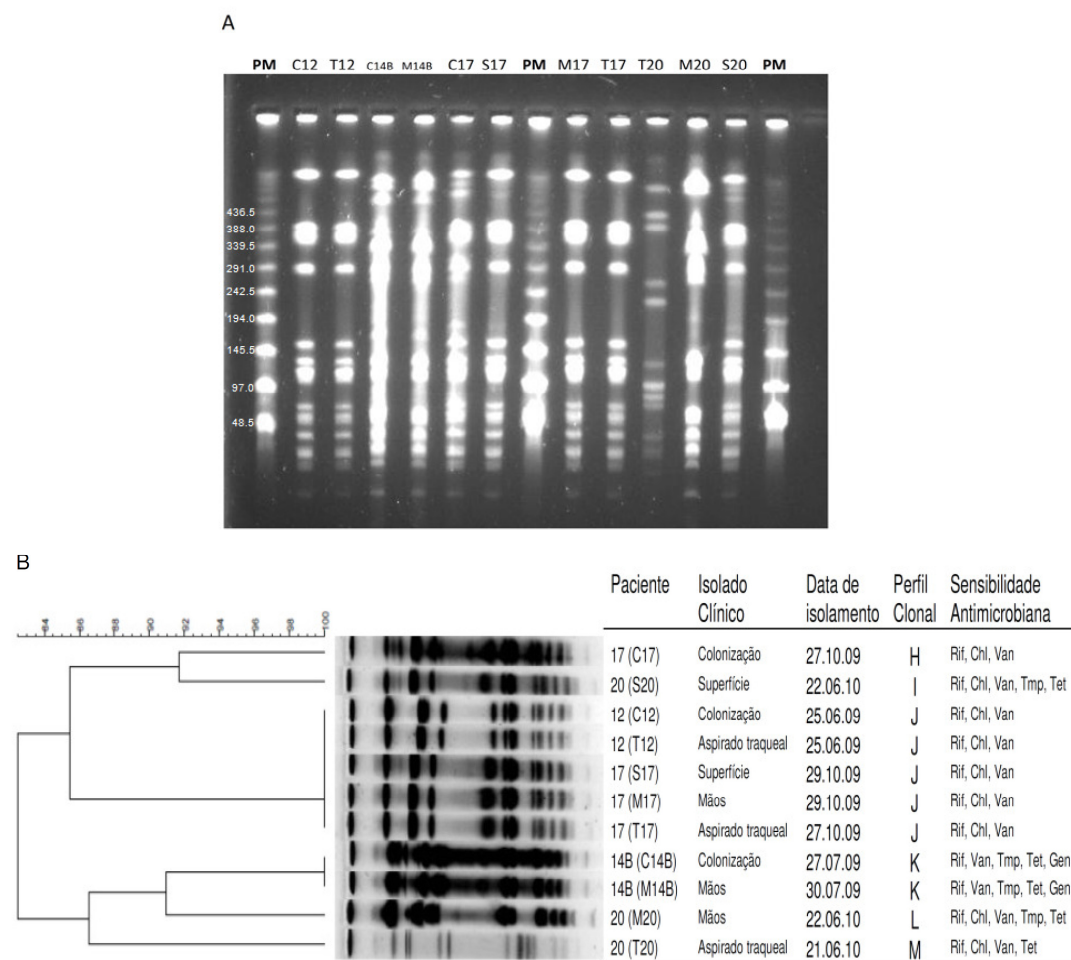 A
PM C12 T12 C14B M14B C17 S17 PM M17 T17 T20 M20 S20 PM
436.5
388.0
339.5
291.0
242.5
194.0
145.5
97.0
48.5
B
84 86 88 90 92 94 96 98 100
Paciente Isolado Clínico Data de isolamento Perfil Clonal Sensibilidade Antimicrobiana
17 (C17) Colonização 27.10.09 H Rif, Chl, Van
20 (S20) Superfície 22.06.10 I Rif, Chl, Van, Tmp, Tet
12 (C12) Colonização 25.06.09 J Rif, Chl, Van
12 (T12) Aspirado traqueal 25.06.09 J Rif, Chl, Van
17 (S17) Superfície 29.10.09 J Rif, Chl, Van
17 (M17) Mãos 29.10.09 J Rif, Chl, Van
17 (T17) Aspirado traqueal 27.10.09 J Rif, Chl, Van
14B (C14B) Colonização 27.07.09 K Rif, Van, Tmp, Tet, Gen
14B (M14B) Mãos 30.07.09 K Rif, Van, Tmp, Tet, Gen
20 (M20) Mãos 22.06.10 L Rif, Chl, Van, Tmp, Tet
20 (T20) Aspirado traqueal 21.06.10 M Rif, Chl, Van, Tet